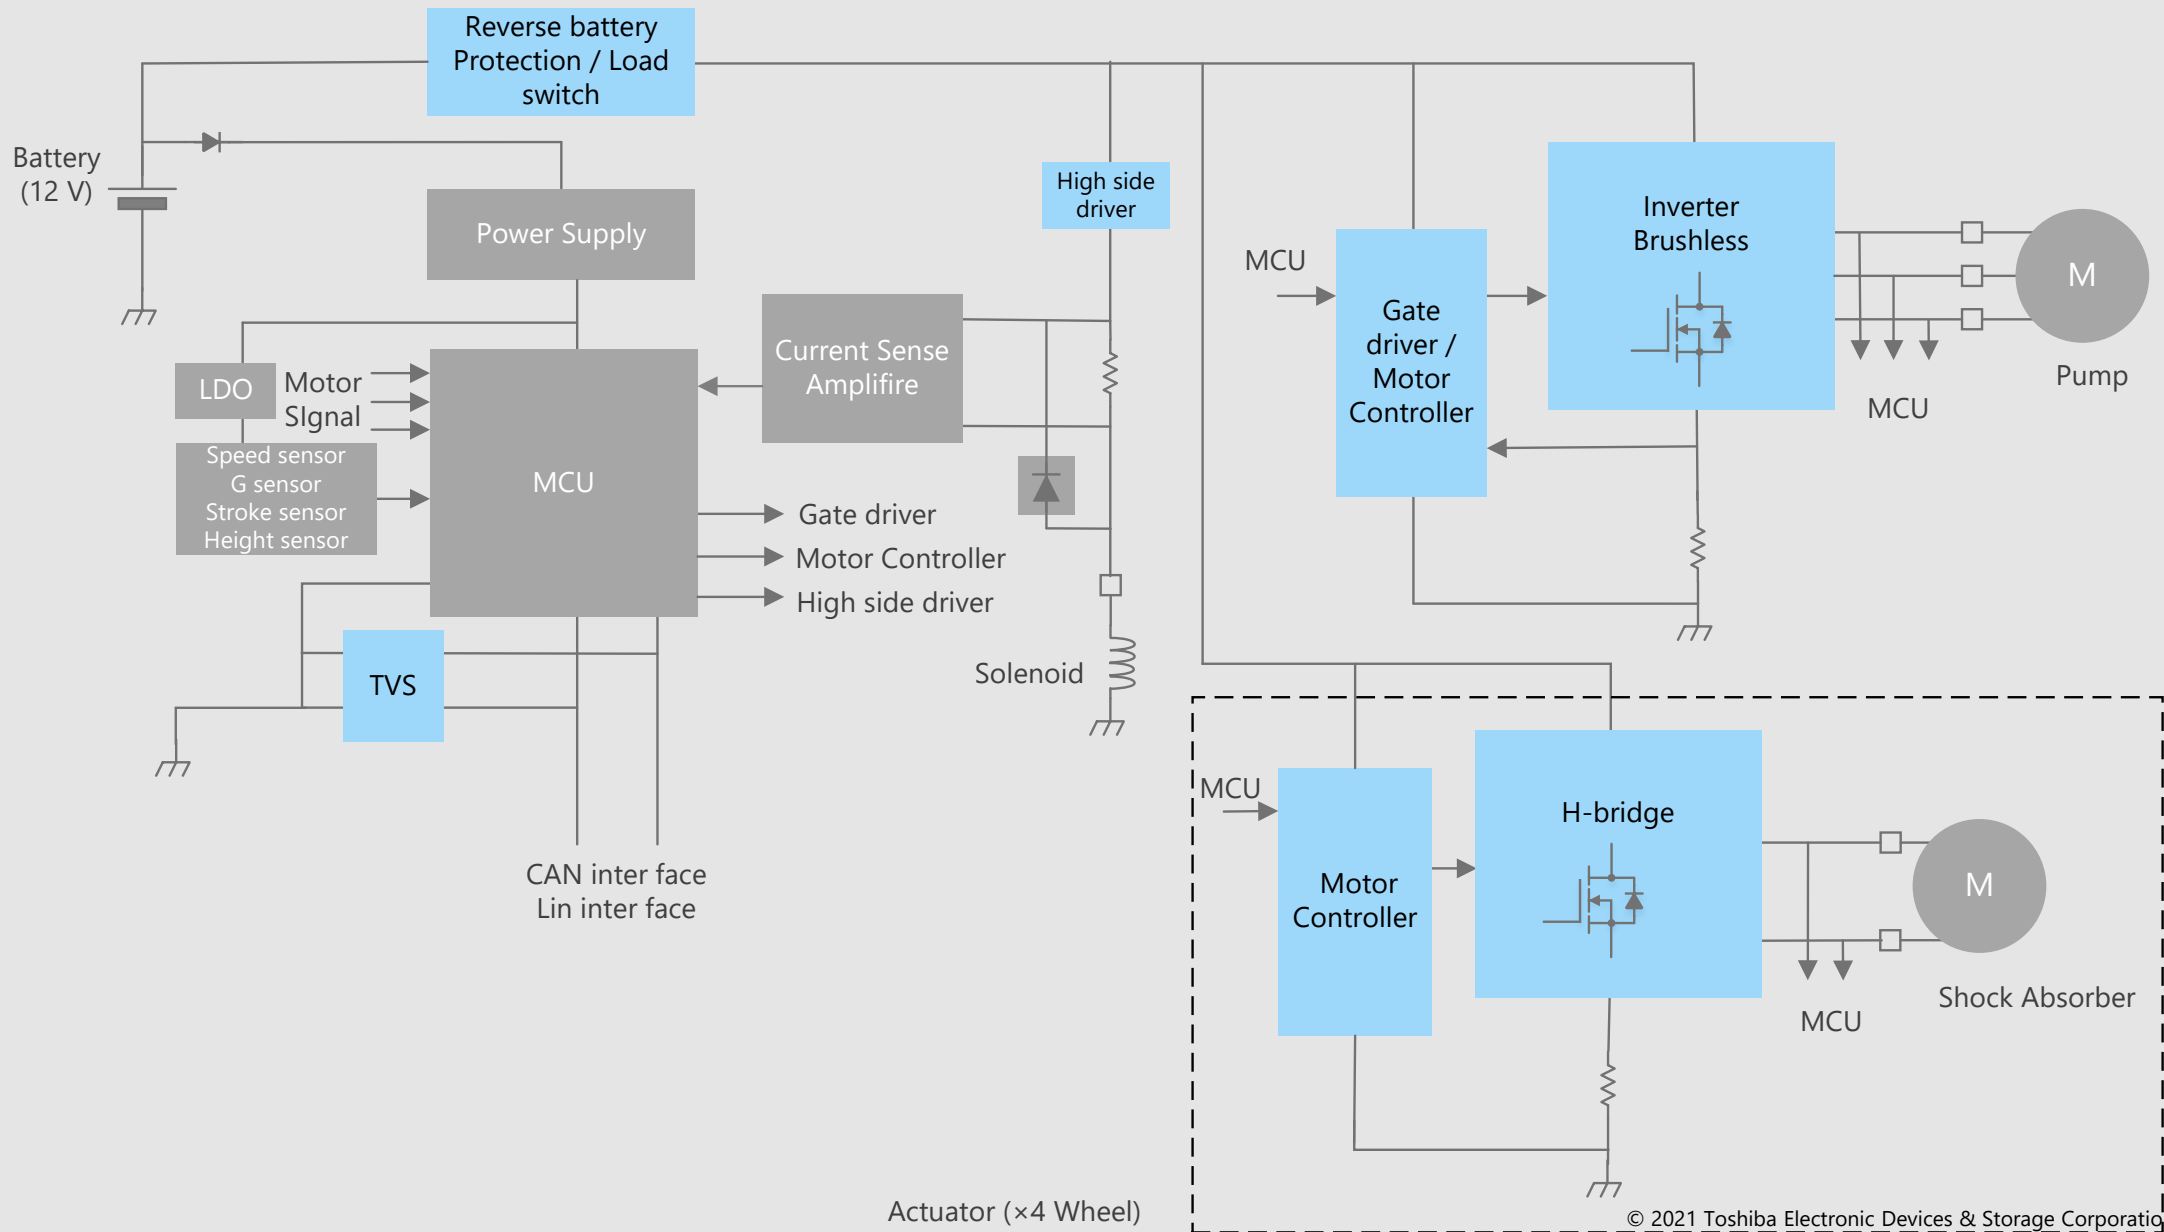 Reverse battery
Protection / Load
switch
Battery
(12 V)
Power Supply
High side
driver
Inverter
Brushless
MCU
Gate
driver /
Motor
Controller
M
Pump
MCU
LDO
Motor
SIgnal
Current Sense
Amplifire
Speed sensor
G sensor
Stroke sensor
Height sensor
MCU
Gate driver
Motor Controller
High side driver
TVS
Solenoid
CAN inter face
Lin inter face
MCU
Motor
Controller
H-bridge
M
Shock Absorber
MCU
Actuator (×4 Wheel)
© 2021 Toshiba Electronic Devices & Storage Corporatio